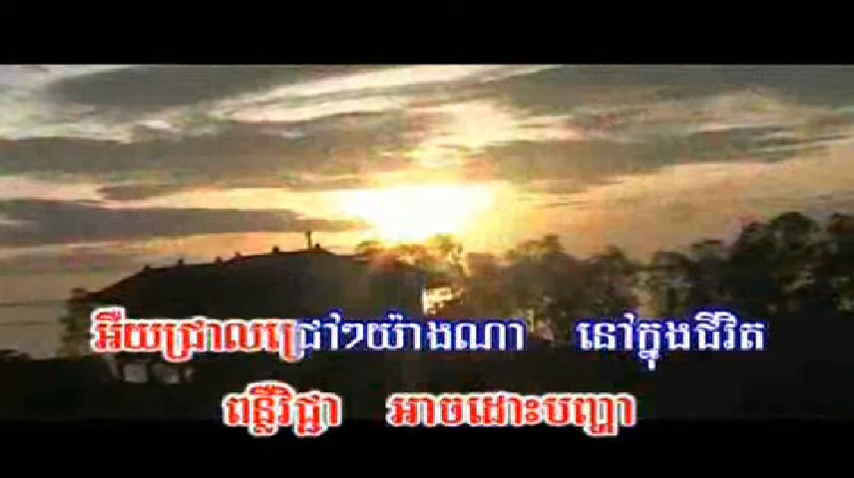 អីយជ្រាលជ្រៅៗយ៉ាងណា នៅក្នុងជីវិត
ពន្លឺវិជ្ជា អាចដោះបញ្ហា